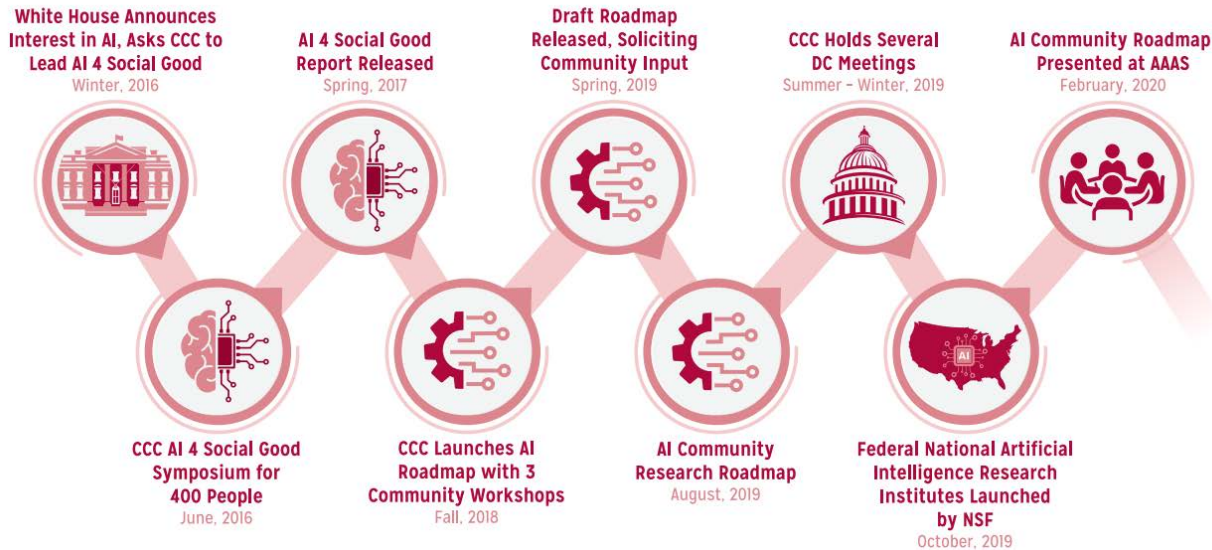 White House Announces
Interest in AI, Asks CCC to
Lead AI 4 Social Good
Winter, 2016
CCC AI 4 Social Good
Symposium for
400 People
June, 2016
AI 4 Social Good
Report Released
Spring, 2017
CCC Launches AI
Roadmap with 3
Community Workshops
Fall, 2018
Draft Roadmap
Released, Soliciting
Community Input
Spring, 2019
AI Community
Research Roadmap
August, 2019
CCC Holds Several
DC Meetings
Summer – Winter, 2019
AI
Federal National Artificial
Intelligence Research
Institutes Launched
by NSF
October, 2019
AI Community Roadmap
Presented at AAAS
February, 2020